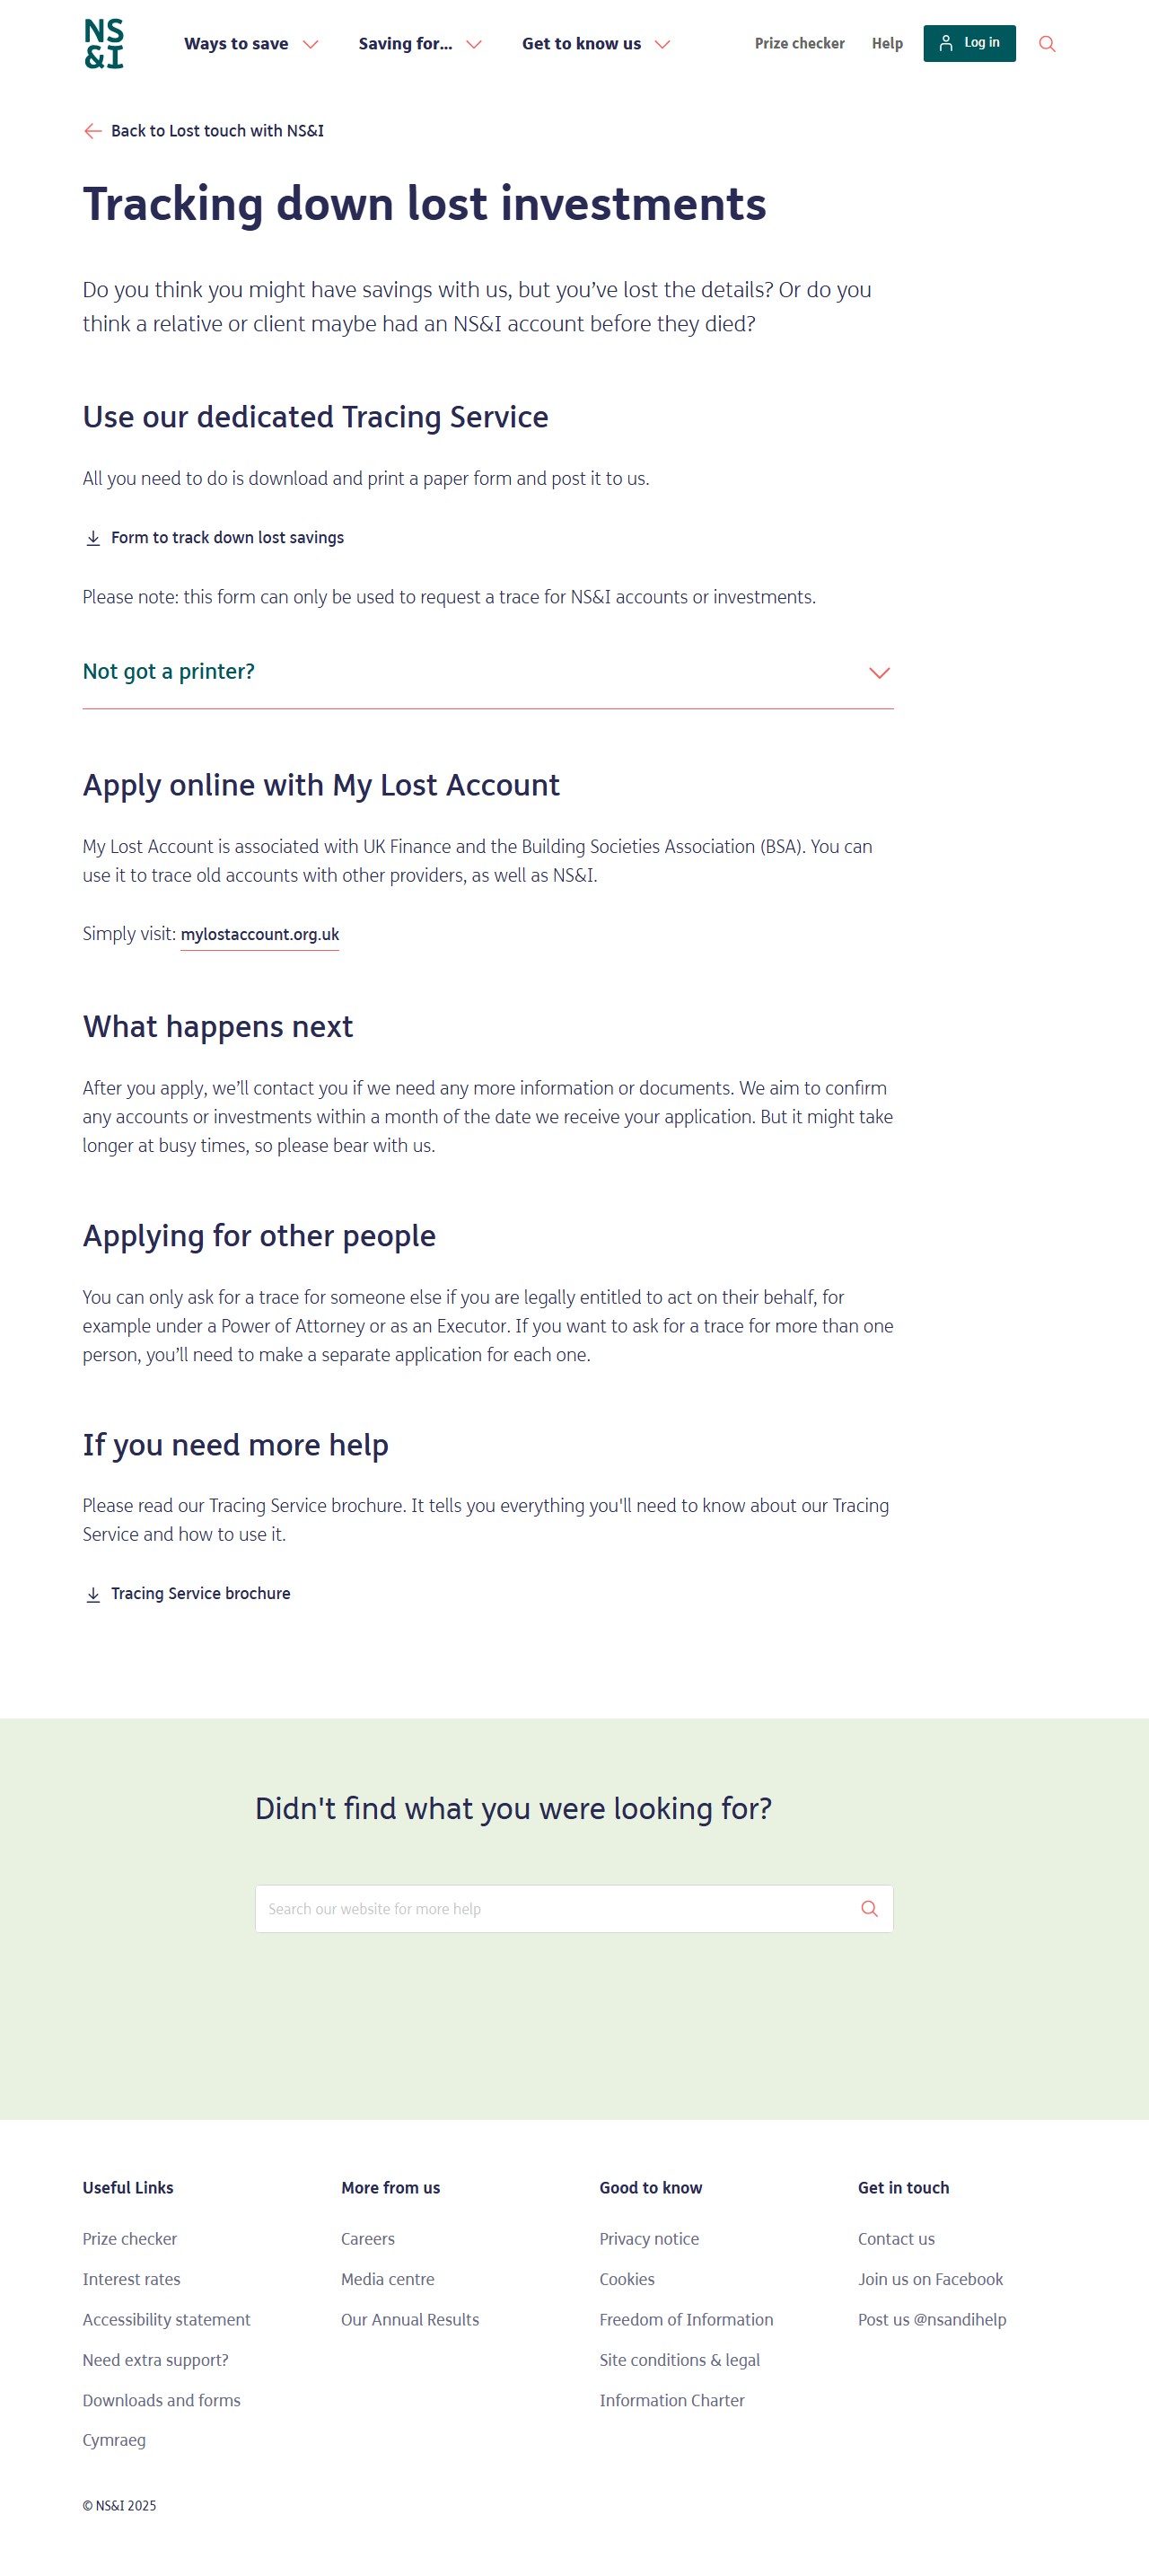 NS
&I
Ways to save
Saving for...
Get to know us
Prize checker
Help
Log in
Back to Lost touch with NS&I
Tracking down lost investments
Do you think you might have savings with us, but you’ve lost the details? Or do you
think a relative or client maybe had an NS&I account before they died?
Use our dedicated Tracing Service
All you need to do is download and print a paper form and post it to us.
Form to track down lost savings
Please note: this form can only be used to request a trace for NS&I accounts or investments.
Not got a printer?
Apply online with My Lost Account
My Lost Account is associated with UK Finance and the Building Societies Association (BSA). You can
use it to trace old accounts with other providers, as well as NS&I.
Simply visit: mylostaccount.org.uk
What happens next
After you apply, we’ll contact you if we need any more information or documents. We aim to confirm
any accounts or investments within a month of the date we receive your application. But it might take
longer at busy times, so please bear with us.
Applying for other people
You can only ask for a trace for someone else if you are legally entitled to act on their behalf, for
example under a Power of Attorney or as an Executor. If you want to ask for a trace for more than one
person, you’ll need to make a separate application for each one.
If you need more help
Please read our Tracing Service brochure. It tells you everything you'll need to know about our Tracing
Service and how to use it.
Tracing Service brochure
Didn't find what you were looking for?
Search our website for more help
Useful Links
Prize checker
Interest rates
Accessibility statement
Need extra support?
Downloads and forms
Cymraeg
More from us
Careers
Media centre
Our Annual Results
Good to know
Privacy notice
Cookies
Freedom of Information
Site conditions & legal
Information Charter
Get in touch
Contact us
Join us on Facebook
Post us @nsandihelp
© NS&I 2025